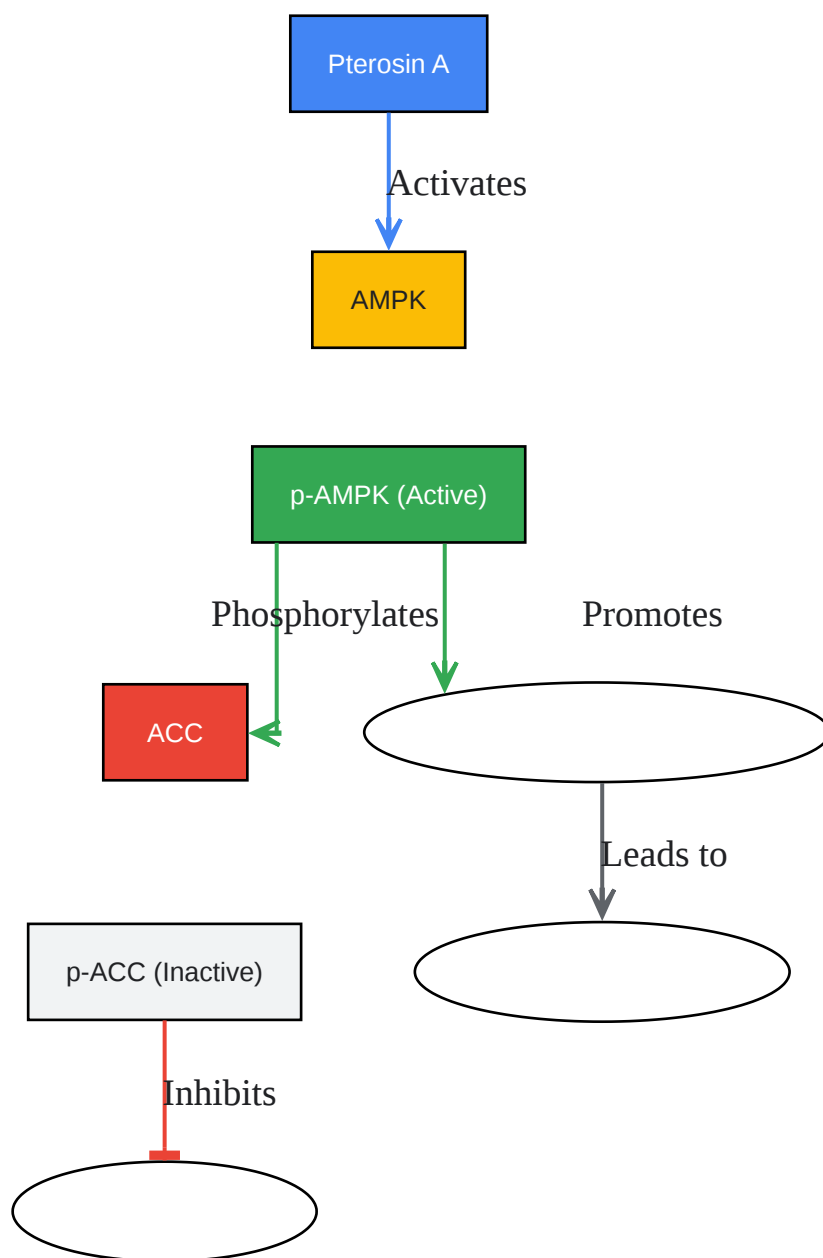 Pterosin A
Activates
AMPK
p-AMPK (Active)
Phosphorylates
Promotes
ACC
Leads to
p-ACC (Inactive)
Inhibits